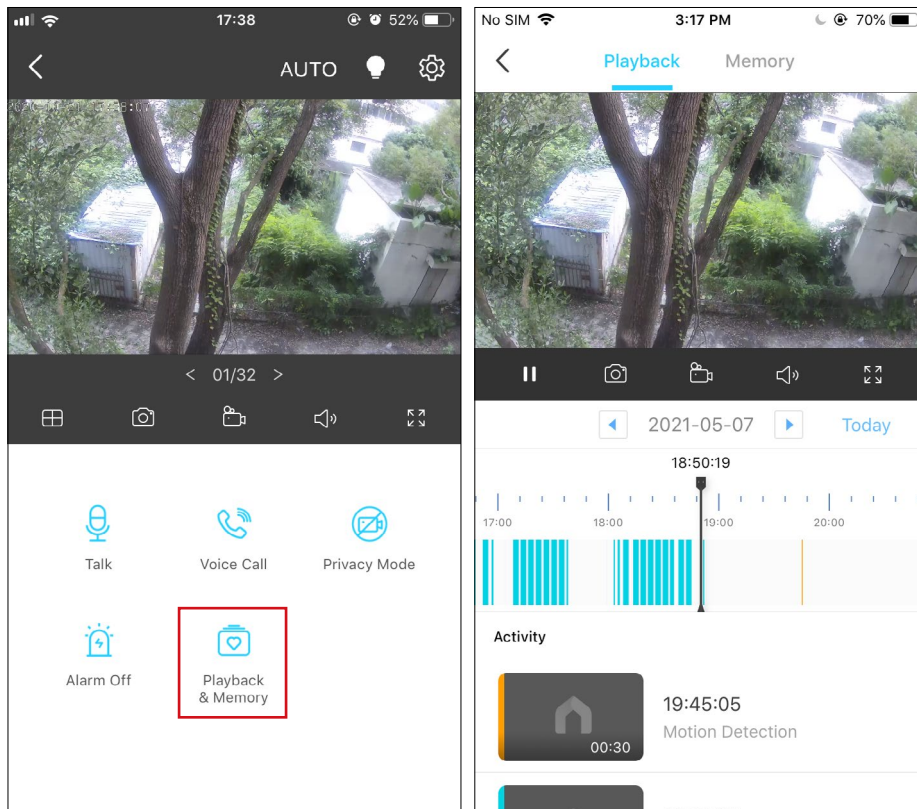 17:38
52%
AUTO
< 01/32 >
Talk
Voice Call
Privacy Mode
Alarm Off
Playback
& Memory
No SIM
3:17 PM
70%
Playback
Memory
2021-05-07
Today
18:50:19
17:00
18:00
19:00
20:00
Activity
19:45:05
00:30
Motion Detection